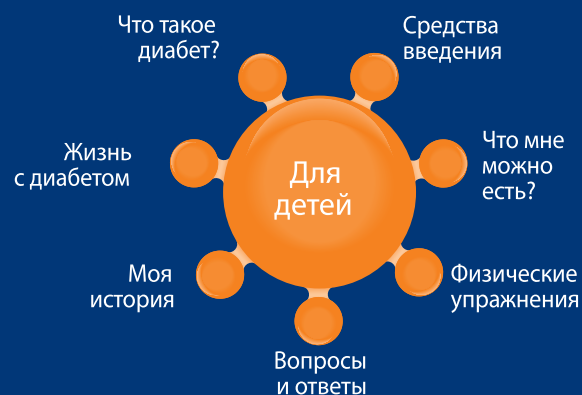 Что такое
диабет?
Средства
введения
Жизнь
с диабетом
Для
детей
Что мне
можно
есть?
Моя
история
Физические
упражнения
Вопросы
и ответы